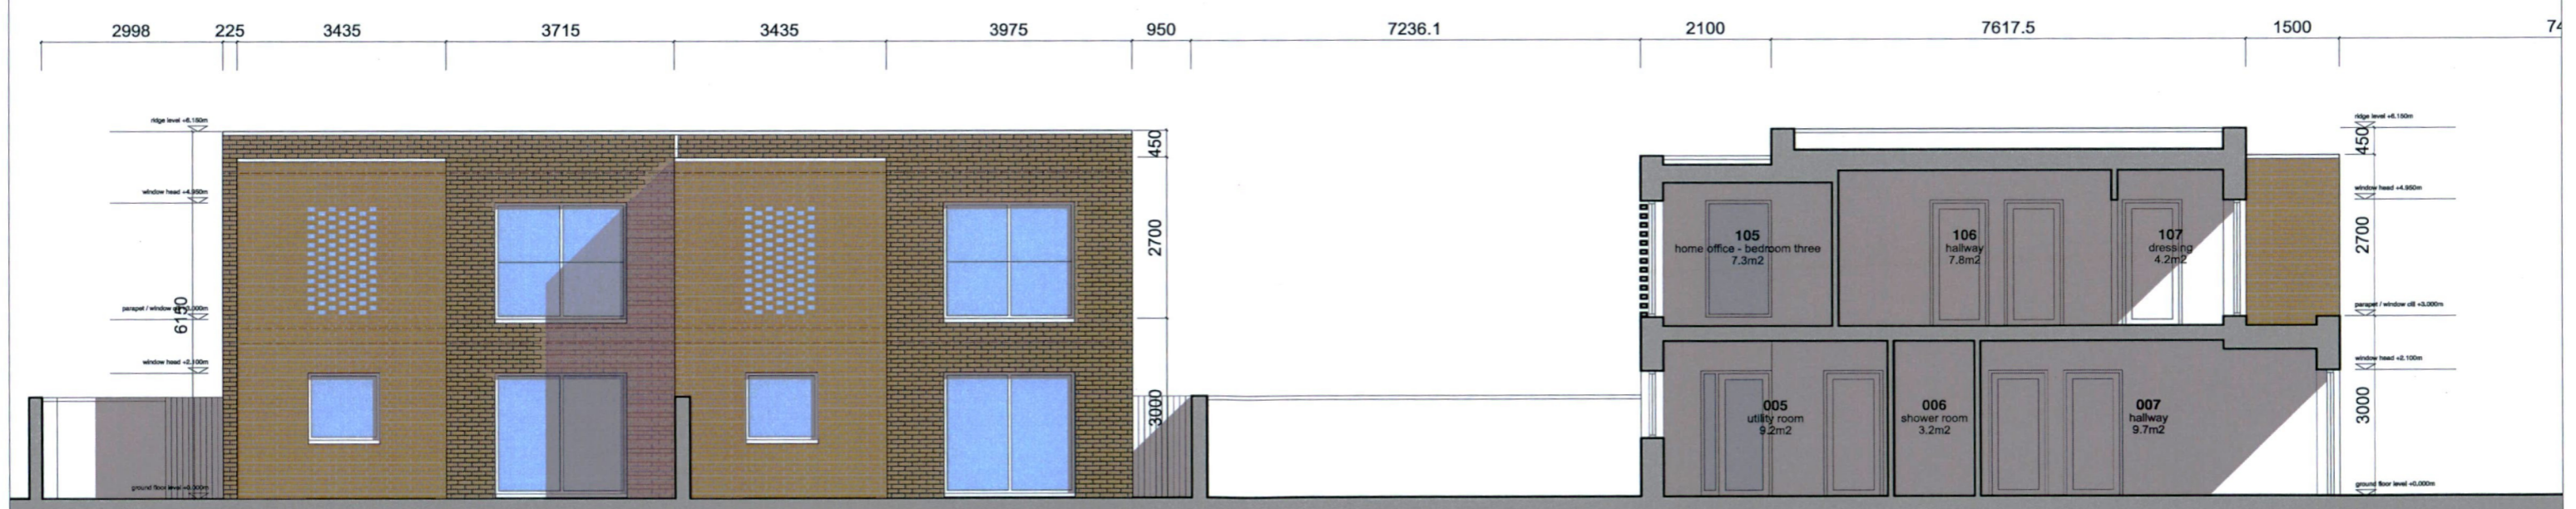 2998 225 3435 3715 3435 3975 950 7236.1 2100 7617.5 1500 74
ridge level +6.150m
window head +4.950m
6150
window head +2.100m
ground floor level +0.000m
450
2700
3000
105
home office - bedroom three
7.3m2
106
hallway
7.8m2
107
dressing
4.2m2
005
utility room
9.2m2
006
shower room
3.2m2
007
hallway
9.7m2
ridge level +6.150m
450
window head +4.950m
2700
parapet / window cill +3.000m
window head +2.100m
3000
ground floor level +0.000m